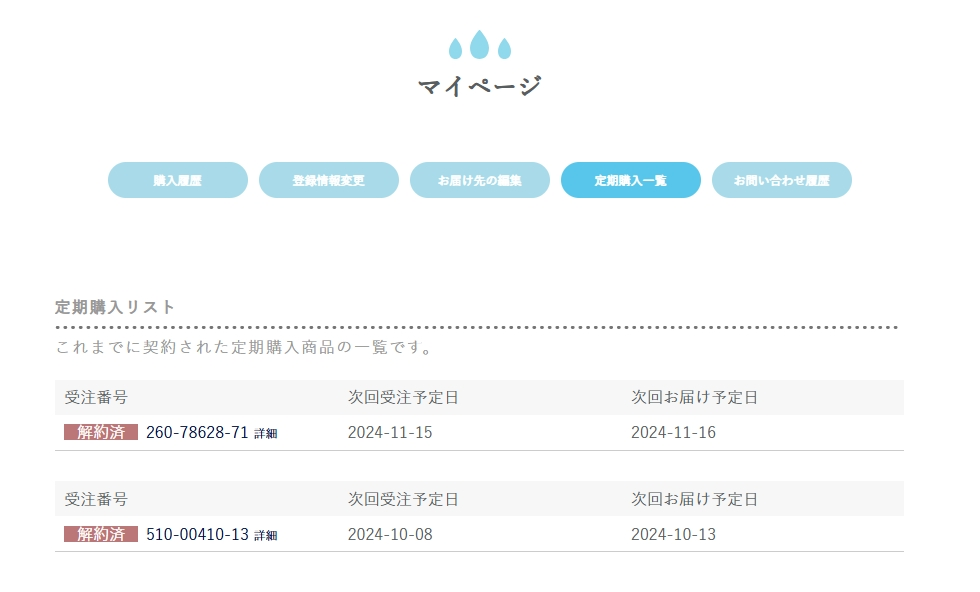 マイページ
購入履歴 登録情報変更 お届け先の編集 定期購入一覧 お問い合わせ履歴
定期購入リスト
これまでに契約された定期購入商品の一覧です。
受注番号 次回受注予定日 次回お届け予定日
解約済 260-78628-71 詳細 2024-11-15 2024-11-16
受注番号 次回受注予定日 次回お届け予定日
解約済 510-00410-13 詳細 2024-10-08 2024-10-13